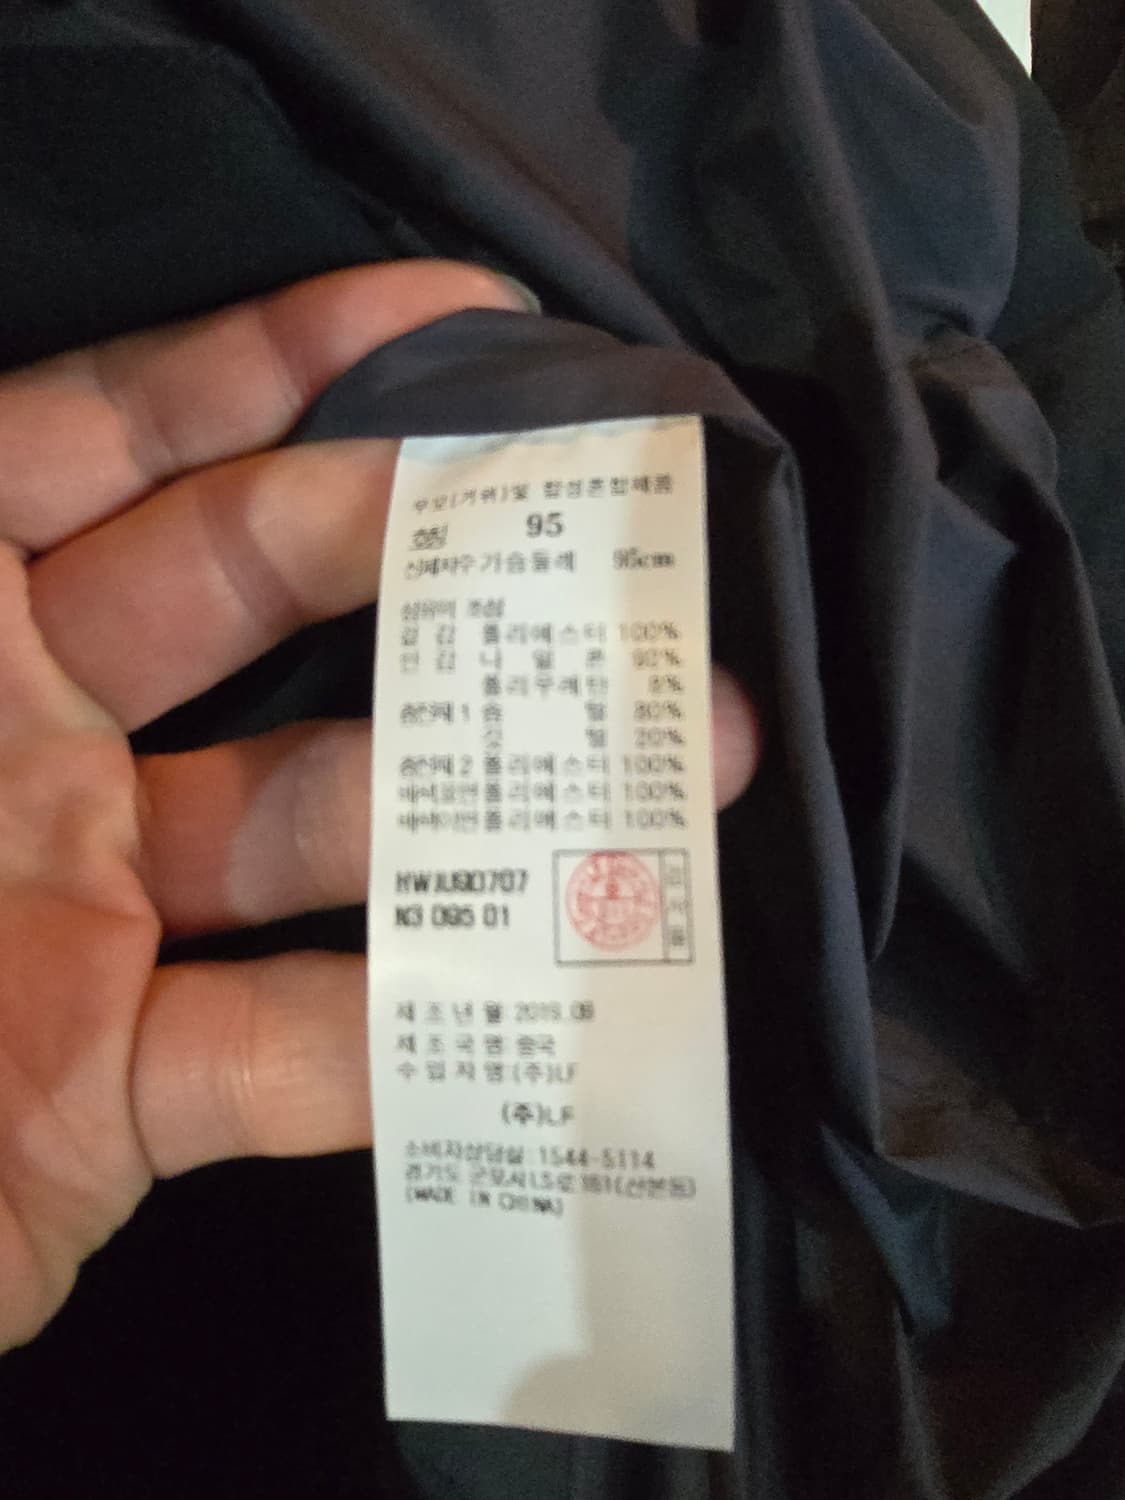 우모(거위)및 합성혼합제품
호칭 95
신체치수 가슴둘레 95cm
섬유의 조성
겉 감 폴리에스터 100%
안 감 나 일 론 92%
폴리우레탄 8%
충전재 1 솜 털 80%
깃 털 20%
충전재 2 폴리에스터 100%
배색표면 폴리에스터 100%
배색이면 폴리에스터 100%
HWJU9D707
N3 095 01
검사필
제 조 년 월: 2019.09
제 조 국 명: 중국
수 입 자 명: (주)LF
(주)LF
소비자상담실: 1544-5114
경기도 군포시 LS로 181(산본동)
(MADE IN CHINA)